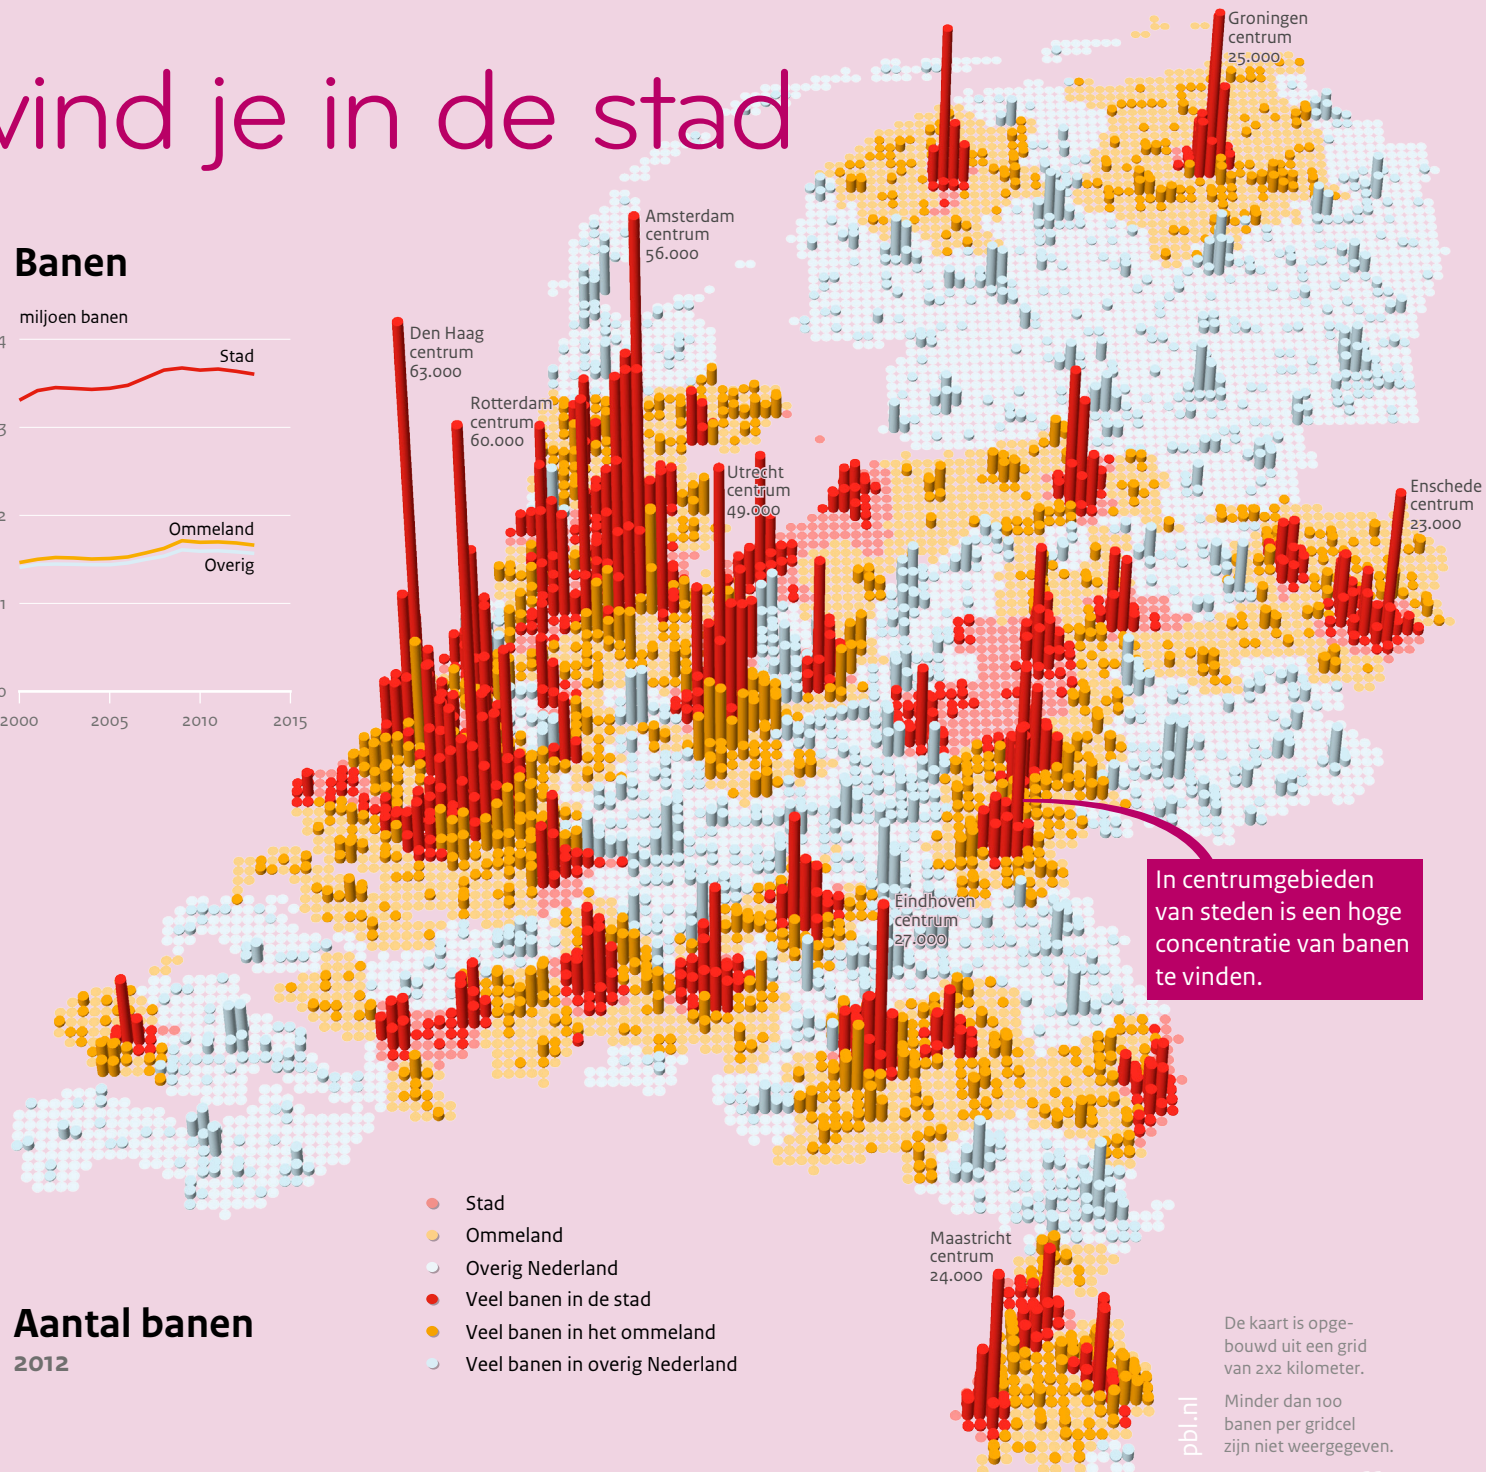 vind je in de stad
Banen
miljoen banen
4
3
2
1
0
Stad
Ommeland
Overig
2000
2005
2010
2015
Groningen
centrum
25.000
Amsterdam
centrum
56.000
Den Haag
centrum
63.000
Rotterdam
centrum
60.000
Utrecht
centrum
49.000
Enschede
centrum
23.000
Eindhoven
centrum
27.000
In centrumgebieden
van steden is een hoge
concentratie van banen
te vinden.
Maastricht
centrum
24.000
Stad
Ommeland
Overig Nederland
Veel banen in de stad
Veel banen in het ommeland
Veel banen in overig Nederland
Aantal banen
2012
De kaart is opge-
bouwd uit een grid
van 2x2 kilometer.
Minder dan 100
banen per gridcel
zijn niet weergegeven.
pbl.nl